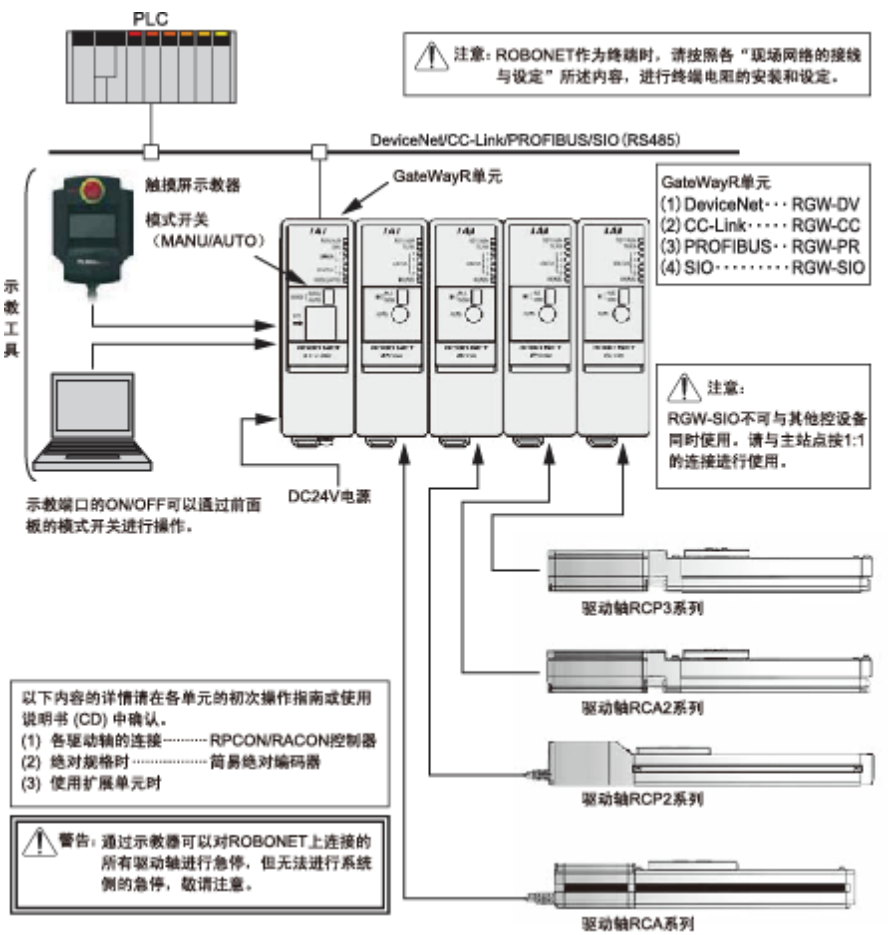 PLC
注意：ROBONET作为终端时，请按照各“现场网络的接线
与设定”所述内容，进行终端电阻的安装和设定。
DeviceNet/CC-Link/PROFIBUS/SIO（RS485）
触摸屏示教器
模式开关
（MANU/AUTO）
GateWayR单元
GateWayR单元
(1) DeviceNet··· RGW-DV
(2) CC-Link····· RGW-CC
(3) PROFIBUS·· RGW-PR
(4) SIO········· RGW-SIO
示教工具
注意：
RGW-SIO不可与其他控设备
同时使用。请与主站点按1:1
的连接进行使用。
DC24V电源
示教端口的ON/OFF可以通过前面
板的模式开关进行操作。
驱动轴RCP3系列
驱动轴RCA2系列
驱动轴RCP2系列
驱动轴RCA系列
以下内容的详情请在各单元的初次操作指南或使用
说明书 (CD) 中确认。
(1) 各驱动轴的连接·········· RPCON/RACON控制器
(2) 绝对规格时················· 简易绝对编码器
(3) 使用扩展单元时
警告：通过示教器可以对ROBONET上连接的
所有驱动轴进行急停，但无法进行系统
侧的急停，敬请注意。